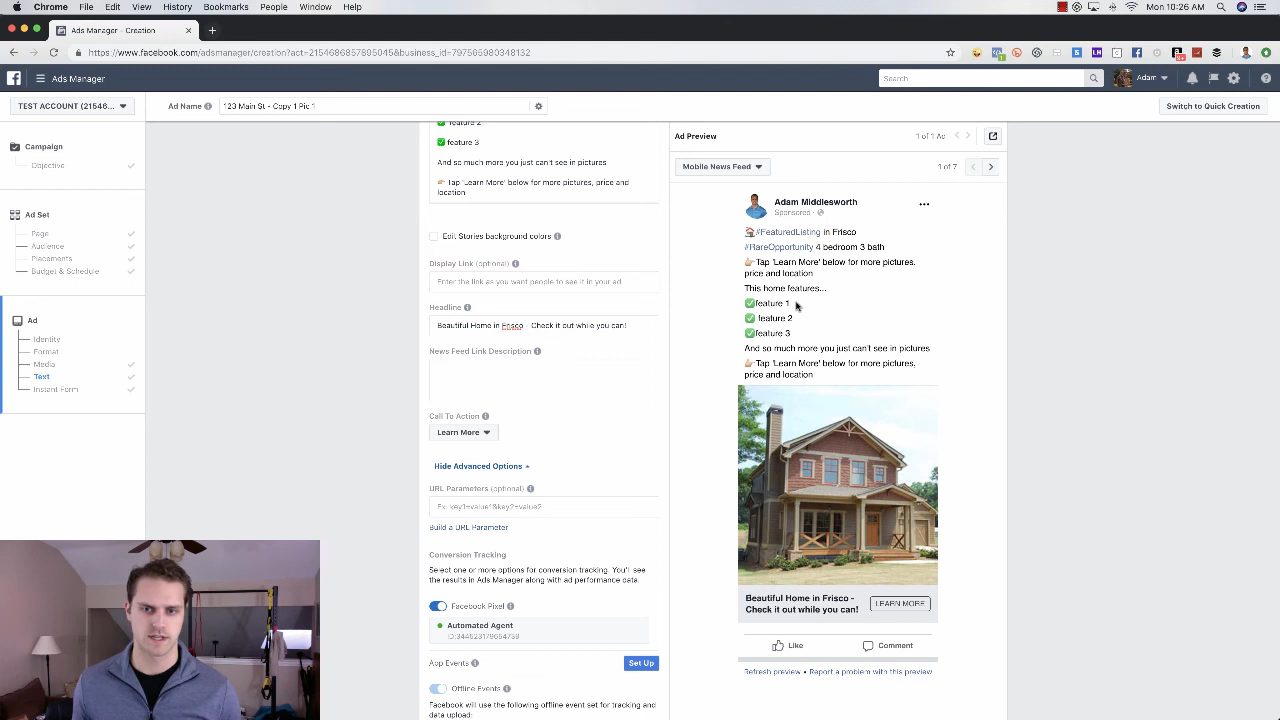 Chrome File Edit View History Bookmarks People Window Help
Mon 10:26 AM
Ads Manager - Creation
https://www.facebook.com/adsmanager/creation?act=2154686857895045&business_id=797565980348132
Ads Manager
Search
Adam
TEST ACCOUNT (21546...
Ad Name
123 Main St - Copy 1 Pic 1
Switch to Quick Creation
Campaign
Objective
Ad Set
Page
Audience
Placements
Budget & Schedule
Ad
Identity
Format
Media
Text
Instant Form
feature 2
feature 3
And so much more you just can't see in pictures
Tap 'Learn More' below for more pictures, price and
location
Edit Stories background colors
Display Link (optional)
Enter the link as you want people to see it in your ad
Headline
Beautiful Home in Frisco - Check it out while you can!
News Feed Link Description
Call To Action
Learn More
Hide Advanced Options
URL Parameters (optional)
Ex: key1=value1&key2=value2
Build a URL Parameter
Conversion Tracking
Select one or more options for conversion tracking. You'll see
the results in Ads Manager along with ad performance data.
Facebook Pixel
Automated Agent
ID:344523179654739
App Events
Set Up
Offline Events
Facebook will use the following offline event set for tracking and
data upload:
Ad Preview
1 of 1 Ad
Mobile News Feed
1 of 7
Adam Middlesworth
Sponsored ·
#FeaturedListing in Frisco
#RareOpportunity 4 bedroom 3 bath
Tap 'Learn More' below for more pictures,
price and location
This home features...
feature 1
feature 2
feature 3
And so much more you just can't see in pictures
Tap 'Learn More' below for more pictures,
price and location
Beautiful Home in Frisco -
Check it out while you can!
LEARN MORE
Like
Comment
Refresh preview • Report a problem with this preview